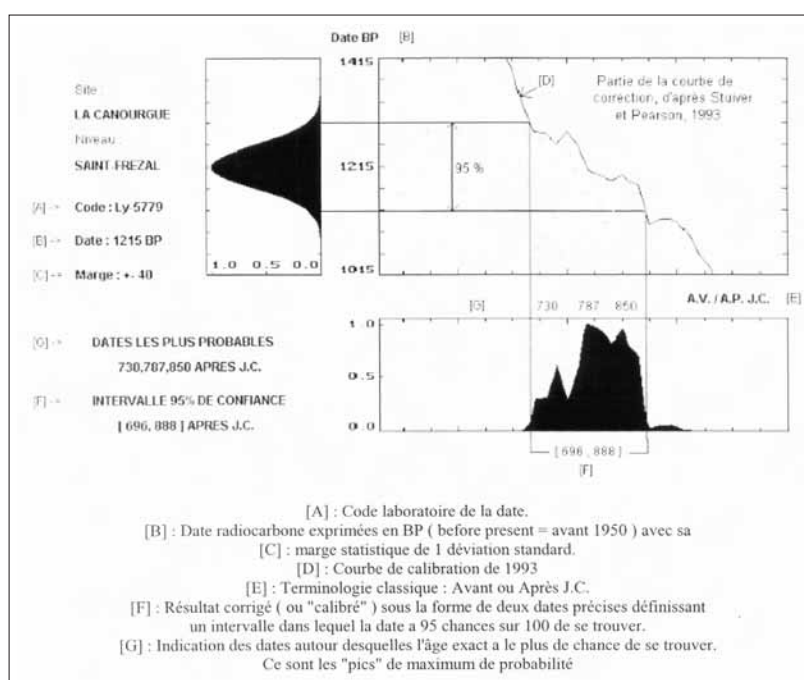 Date BP [B]
1415
1215
1015
Site :
LA CANOURGUE
Niveau :
SAINT-FREZAL
[A] -> Code : Ly-5779
[B] -> Date : 1215 BP
[C] -> Marge : +- 40
1.0 0.5 0.0
95 %
[D]
Partie de la courbe de
correction, d'après Stuiver
et Pearson, 1993
[G] 730 787 850 A.V. / A.P. J.C. [E]
1.0
0.5
0.0
[G] -> DATES LES PLUS PROBABLES
730,787,850 APRES J.C.
[F] -> INTERVALLE 95% DE CONFIANCE
[ 696, 888 ] APRES J.C.
[ 696 , 888 ]
[F]
[A] : Code laboratoire de la date.
[B] : Date radiocarbone exprimées en BP ( before present = avant 1950 ) avec sa
[C] : marge statistique de 1 déviation standard.
[D] : Courbe de calibration de 1993
[E] : Terminologie classique : Avant ou Après J.C.
[F] : Résultat corrigé ( ou "calibré" ) sous la forme de deux dates précises définissant
un intervalle dans lequel la date a 95 chances sur 100 de se trouver.
[G] : Indication des dates autour desquelles l'âge exact a le plus de chance de se trouver.
Ce sont les "pics" de maximum de probabilité